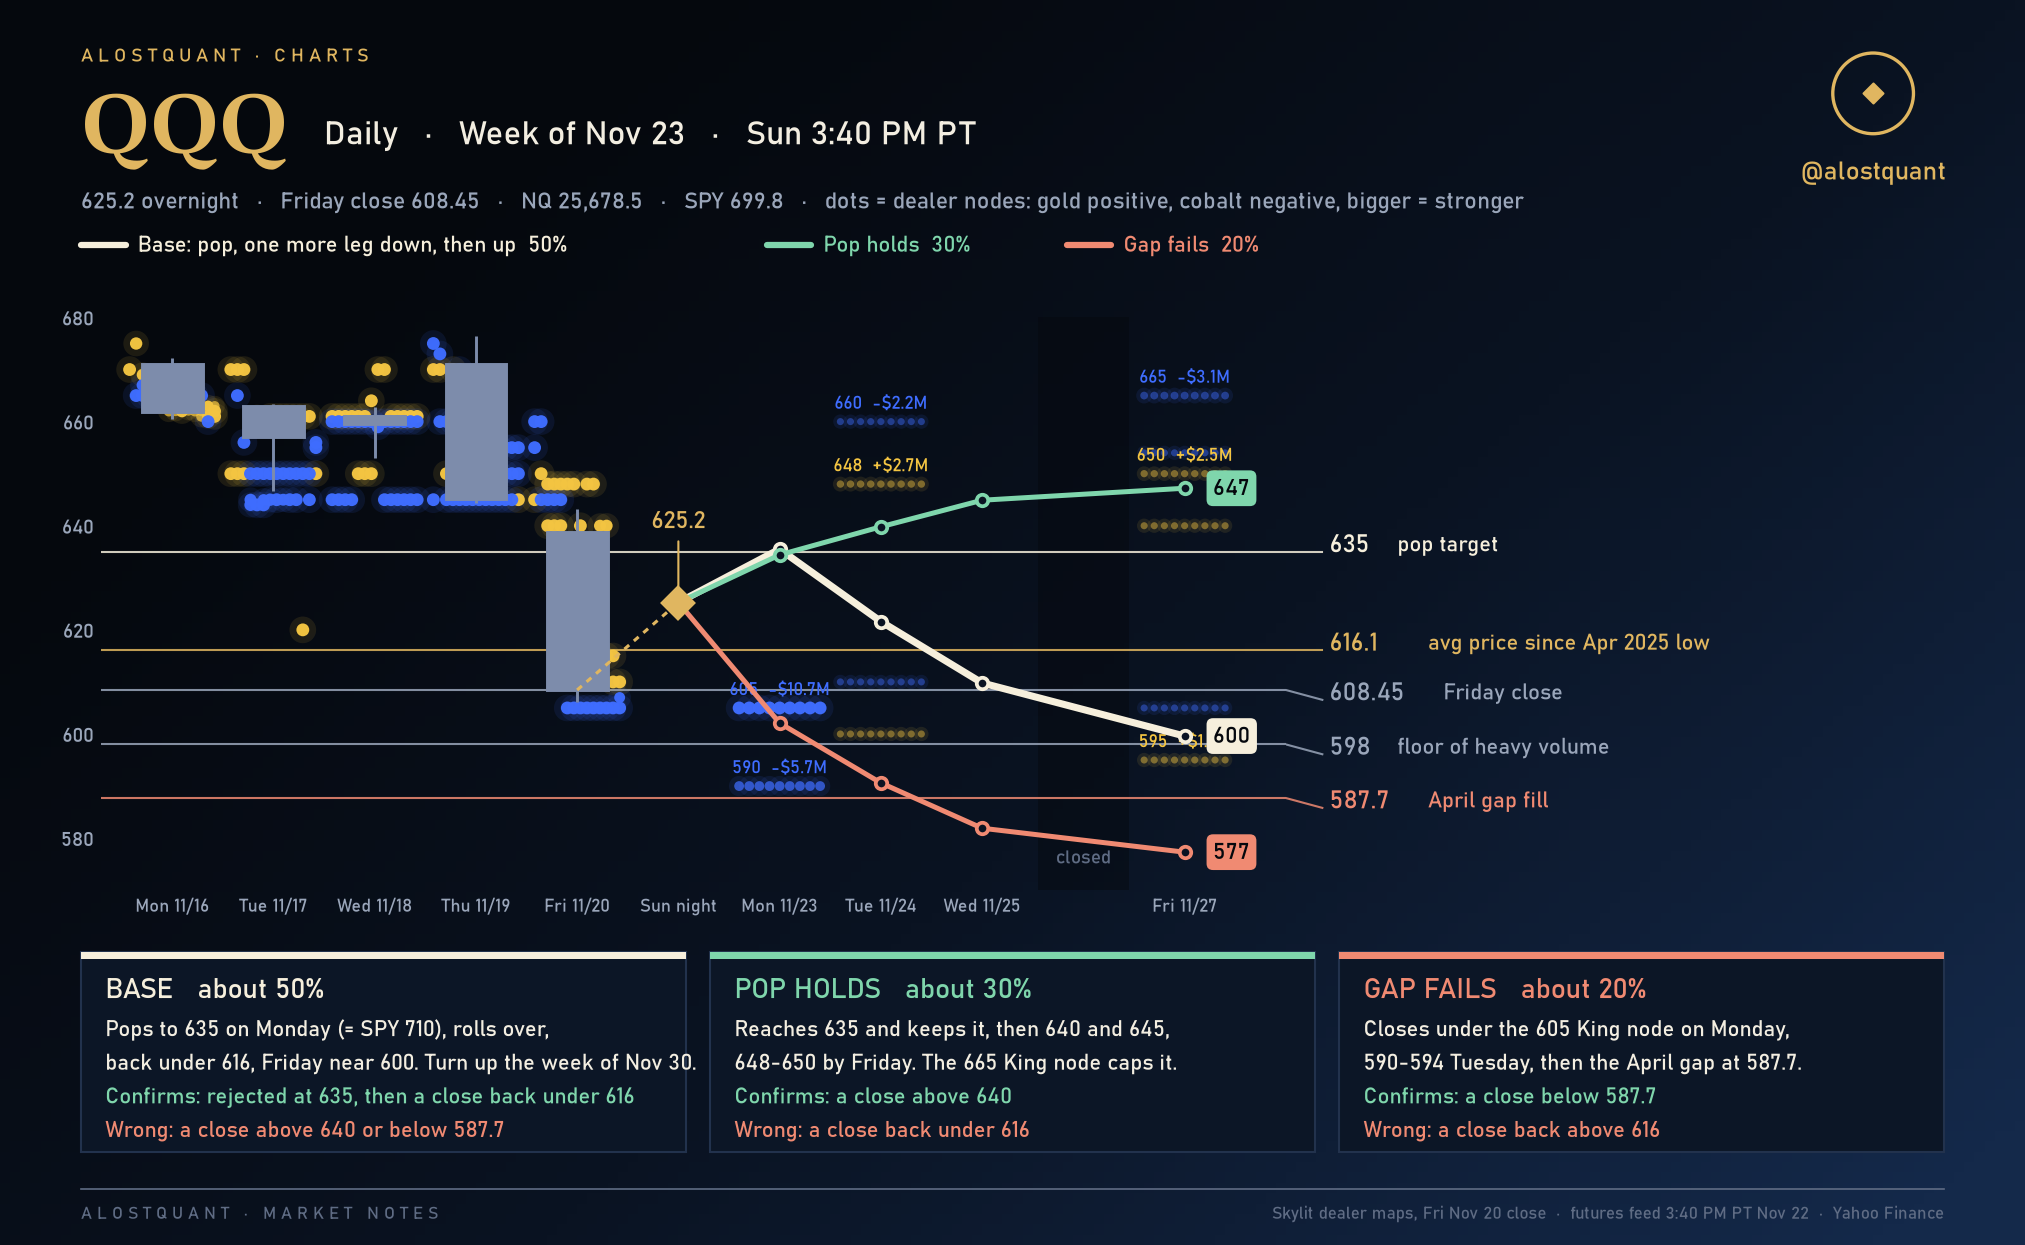 ALOSTQUANT · CHARTS
QQQ Daily · Week of Nov 23 · Sun 3:40 PM PT
@alostquant
625.2 overnight · Friday close 608.45 · NQ 25,678.5 · SPY 699.8 · dots = dealer nodes: gold positive, cobalt negative, bigger = stronger
Base: pop, one more leg down, then up 50%
Pop holds 30%
Gap fails 20%
680
660
640
620
600
580
625.2
660 -$2.2M
648 +$2.7M
665 -$3.1M
650 +$2.5M
647
605 -$10.7M
590 -$5.7M
595
600
577
closed
635 pop target
616.1 avg price since Apr 2025 low
608.45 Friday close
598 floor of heavy volume
587.7 April gap fill
Mon 11/16
Tue 11/17
Wed 11/18
Thu 11/19
Fri 11/20
Sun night
Mon 11/23
Tue 11/24
Wed 11/25
Fri 11/27
BASE about 50%
Pops to 635 on Monday (= SPY 710), rolls over,
back under 616, Friday near 600. Turn up the week of Nov 30.
Confirms: rejected at 635, then a close back under 616
Wrong: a close above 640 or below 587.7
POP HOLDS about 30%
Reaches 635 and keeps it, then 640 and 645,
648-650 by Friday. The 665 King node caps it.
Confirms: a close above 640
Wrong: a close back under 616
GAP FAILS about 20%
Closes under the 605 King node on Monday,
590-594 Tuesday, then the April gap at 587.7.
Confirms: a close below 587.7
Wrong: a close back above 616
ALOSTQUANT · MARKET NOTES
Skylit dealer maps, Fri Nov 20 close · futures feed 3:40 PM PT Nov 22 · Yahoo Finance